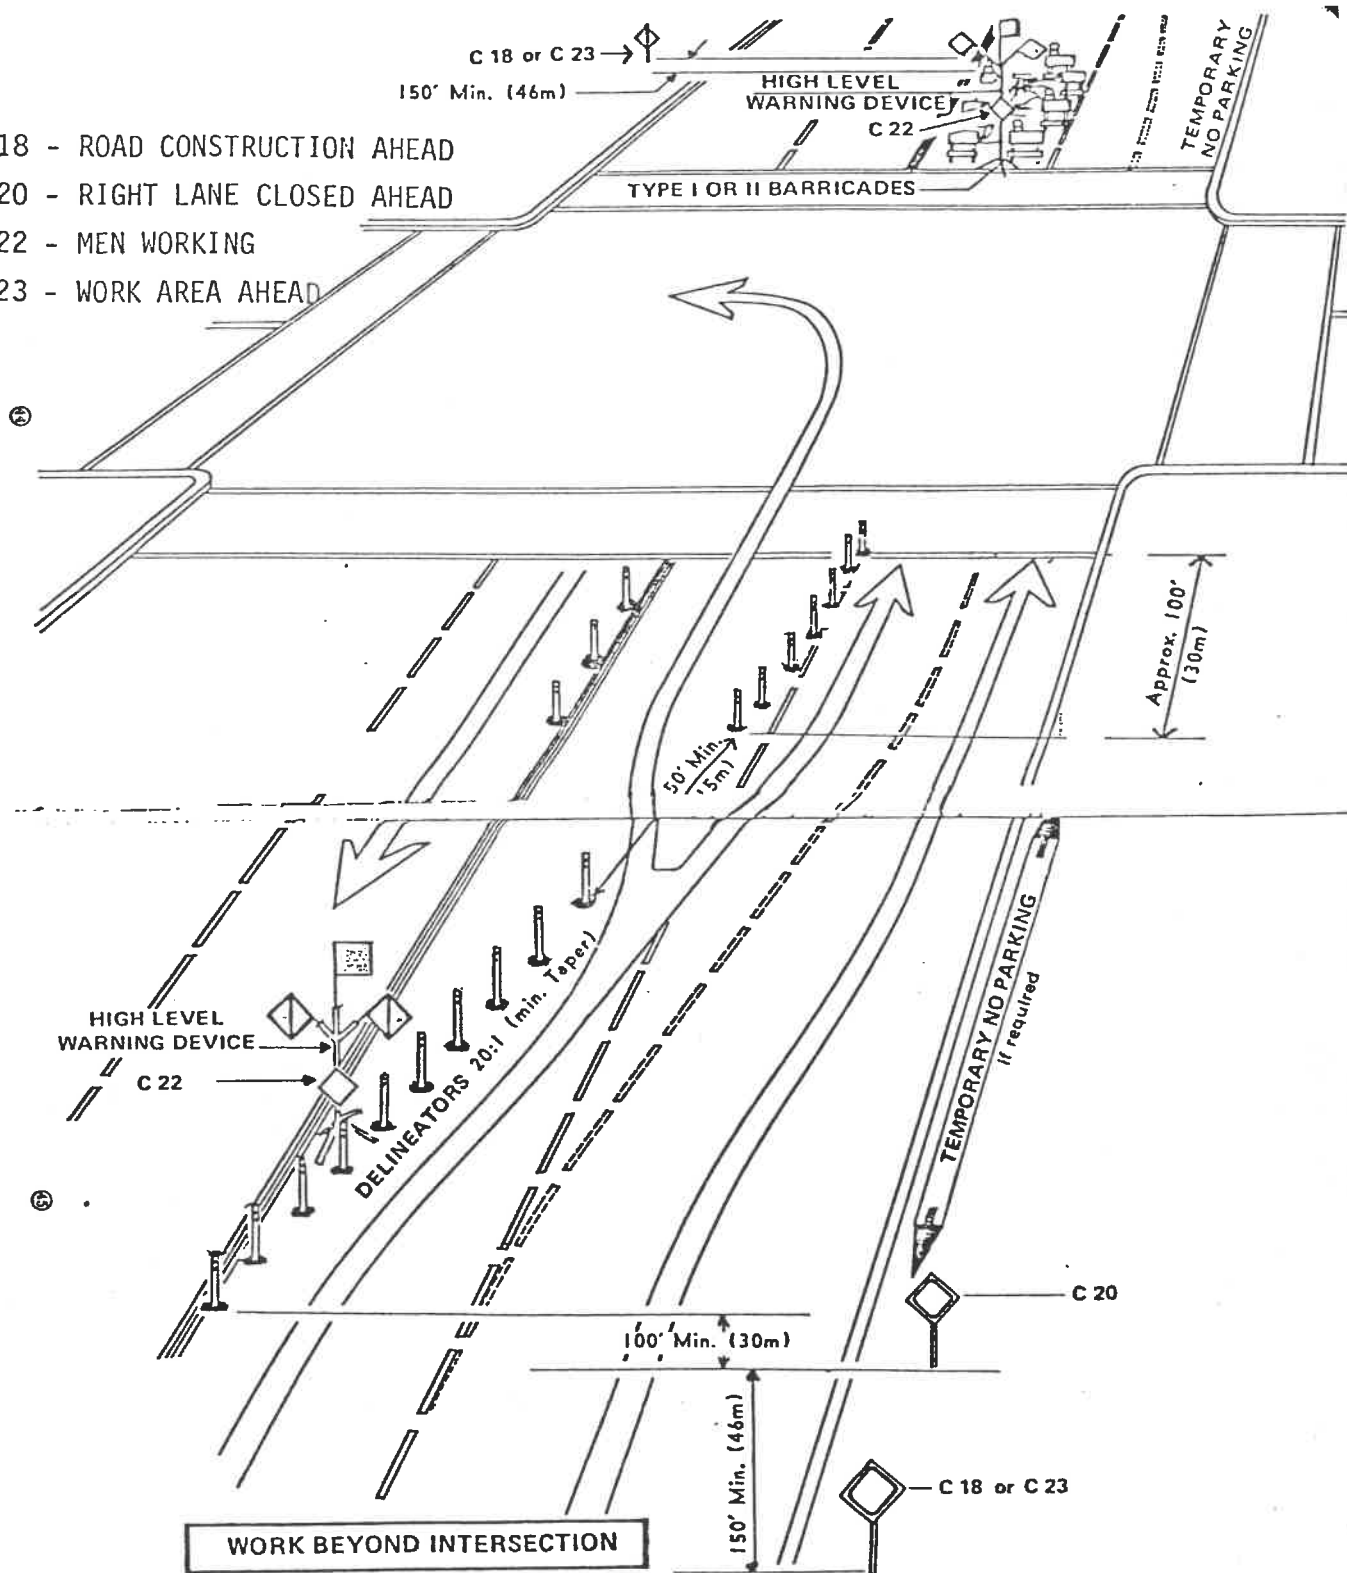 C 18 or C 23
150' Min. (46m)
HIGH LEVEL
WARNING DEVICE
C 22
TEMPORARY
NO PARKING
18 - ROAD CONSTRUCTION AHEAD
20 - RIGHT LANE CLOSED AHEAD
22 - MEN WORKING
23 - WORK AREA AHEAD
TYPE I OR II BARRICADES
44
Approx. 100'
(30m)
50' Min.
15m)
HIGH LEVEL
WARNING DEVICE
C 22
DELINEATORS 20:1 (min. Taper)
TEMPORARY NO PARKING
if required
45
C 20
100' Min. (30m)
150' Min. (46m)
C 18 or C 23
WORK BEYOND INTERSECTION